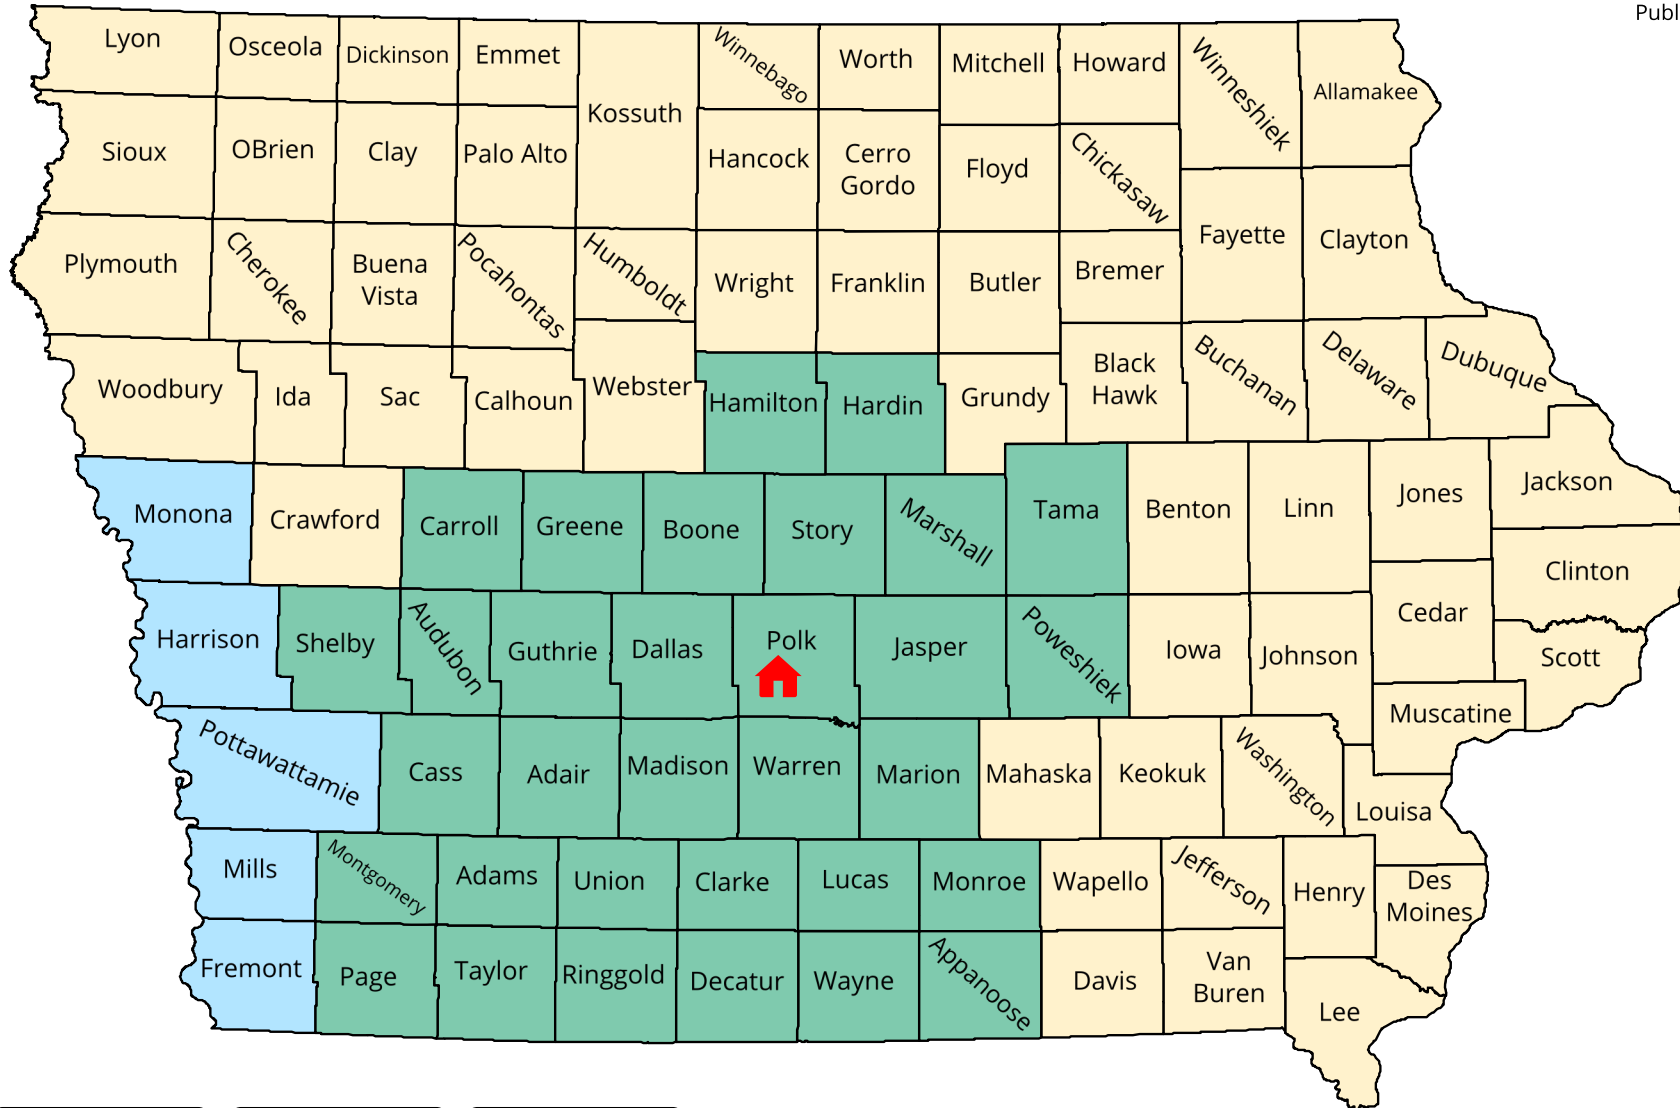 Publ
Lyon
Osceola
Dickinson
Emmet
Kossuth
Winnebago
Worth
Mitchell
Howard
Winneshiek
Allamakee
Sioux
OBrien
Clay
Palo Alto
Hancock
Cerro
Gordo
Floyd
Chickasaw
Fayette
Clayton
Plymouth
Cherokee
Buena
Vista
Pocahontas
Humboldt
Wright
Franklin
Butler
Bremer
Woodbury
Ida
Sac
Calhoun
Webster
Hamilton
Hardin
Grundy
Black
Hawk
Buchanan
Delaware
Dubuque
Monona
Crawford
Carroll
Greene
Boone
Story
Marshall
Tama
Benton
Linn
Jones
Jackson
Clinton
Harrison
Shelby
Audubon
Guthrie
Dallas
Polk
Jasper
Poweshiek
Iowa
Johnson
Cedar
Scott
Muscatine
Pottawattamie
Cass
Adair
Madison
Warren
Marion
Mahaska
Keokuk
Washington
Louisa
Mills
Montgomery
Adams
Union
Clarke
Lucas
Monroe
Wapello
Jefferson
Henry
Des
Moines
Fremont
Page
Taylor
Ringgold
Decatur
Wayne
Appanoose
Davis
Van
Buren
Lee